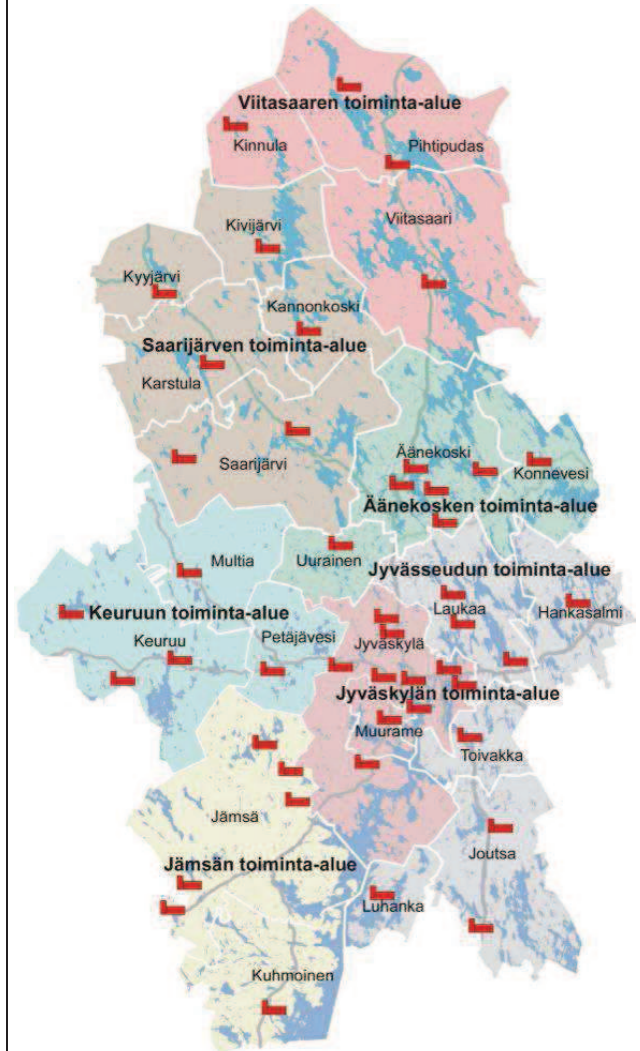 Viitasaaren toiminta-alue
Kinnula
Pihtipudas
Kivijärvi
Viitasaari
Kyyjärvi
Kannonkoski
Saarijärven toiminta-alue
Karstula
Saarijärvi
Äänekoski
Konnevesi
Äänekosken toiminta-alue
Multia
Uurainen
Jyvässeudun toiminta-alue
Keuruun toiminta-alue
Laukaa
Hankasalmi
Keuruu
Petäjävesi
Jyväskylä
Jyväskylän toiminta-alue
Muurame
Toivakka
Jämsä
Joutsa
Jämsän toiminta-alue
Luhanka
Kuhmoinen